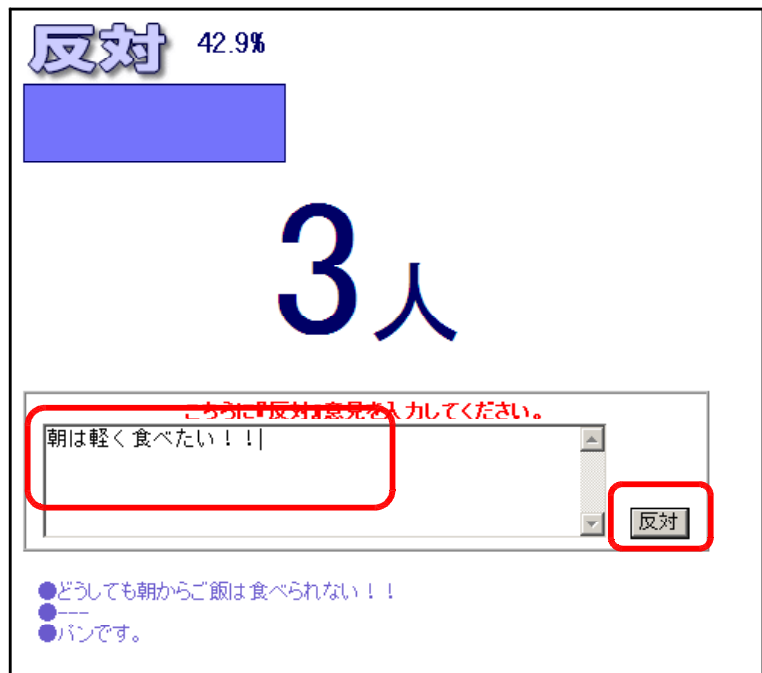 反対 42.9%
3人
こちらに『反対』意見を入力してください。
朝は軽く食べたい！！
反対
●どうしても朝からご飯は食べられない！！
●---
●パンです。